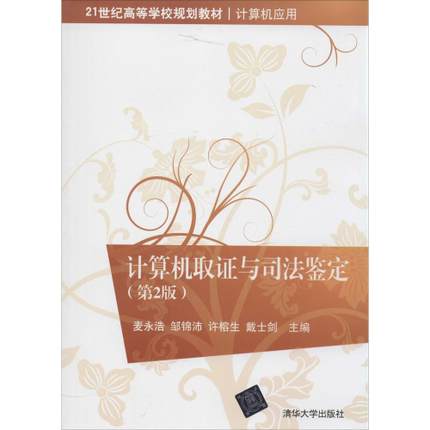 21世纪高等学校规划教材 | 计算机应用
计算机取证与司法鉴定
（第2版）
麦永浩 邹锦沛 许榕生 戴士剑 主编
清华大学出版社